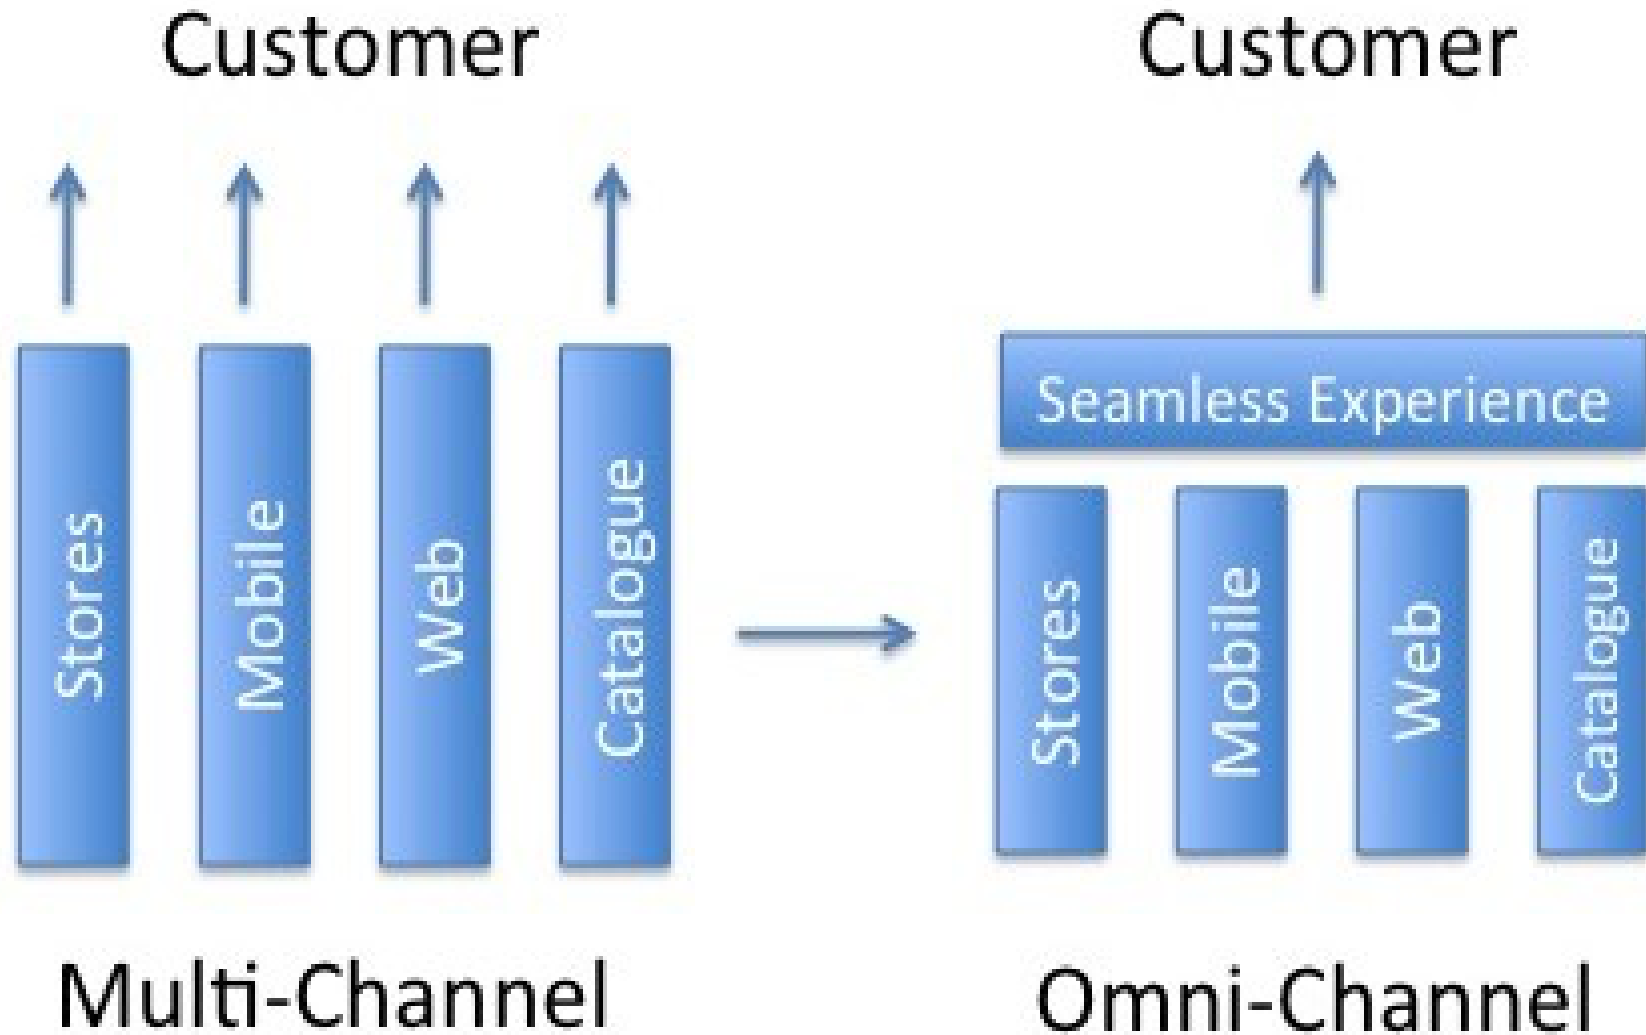 Customer
Stores
Mobile
Web
Catalogue
Multi-Channel
Customer
Seamless Experience
Stores
Mobile
Web
Catalogue
Omni-Channel